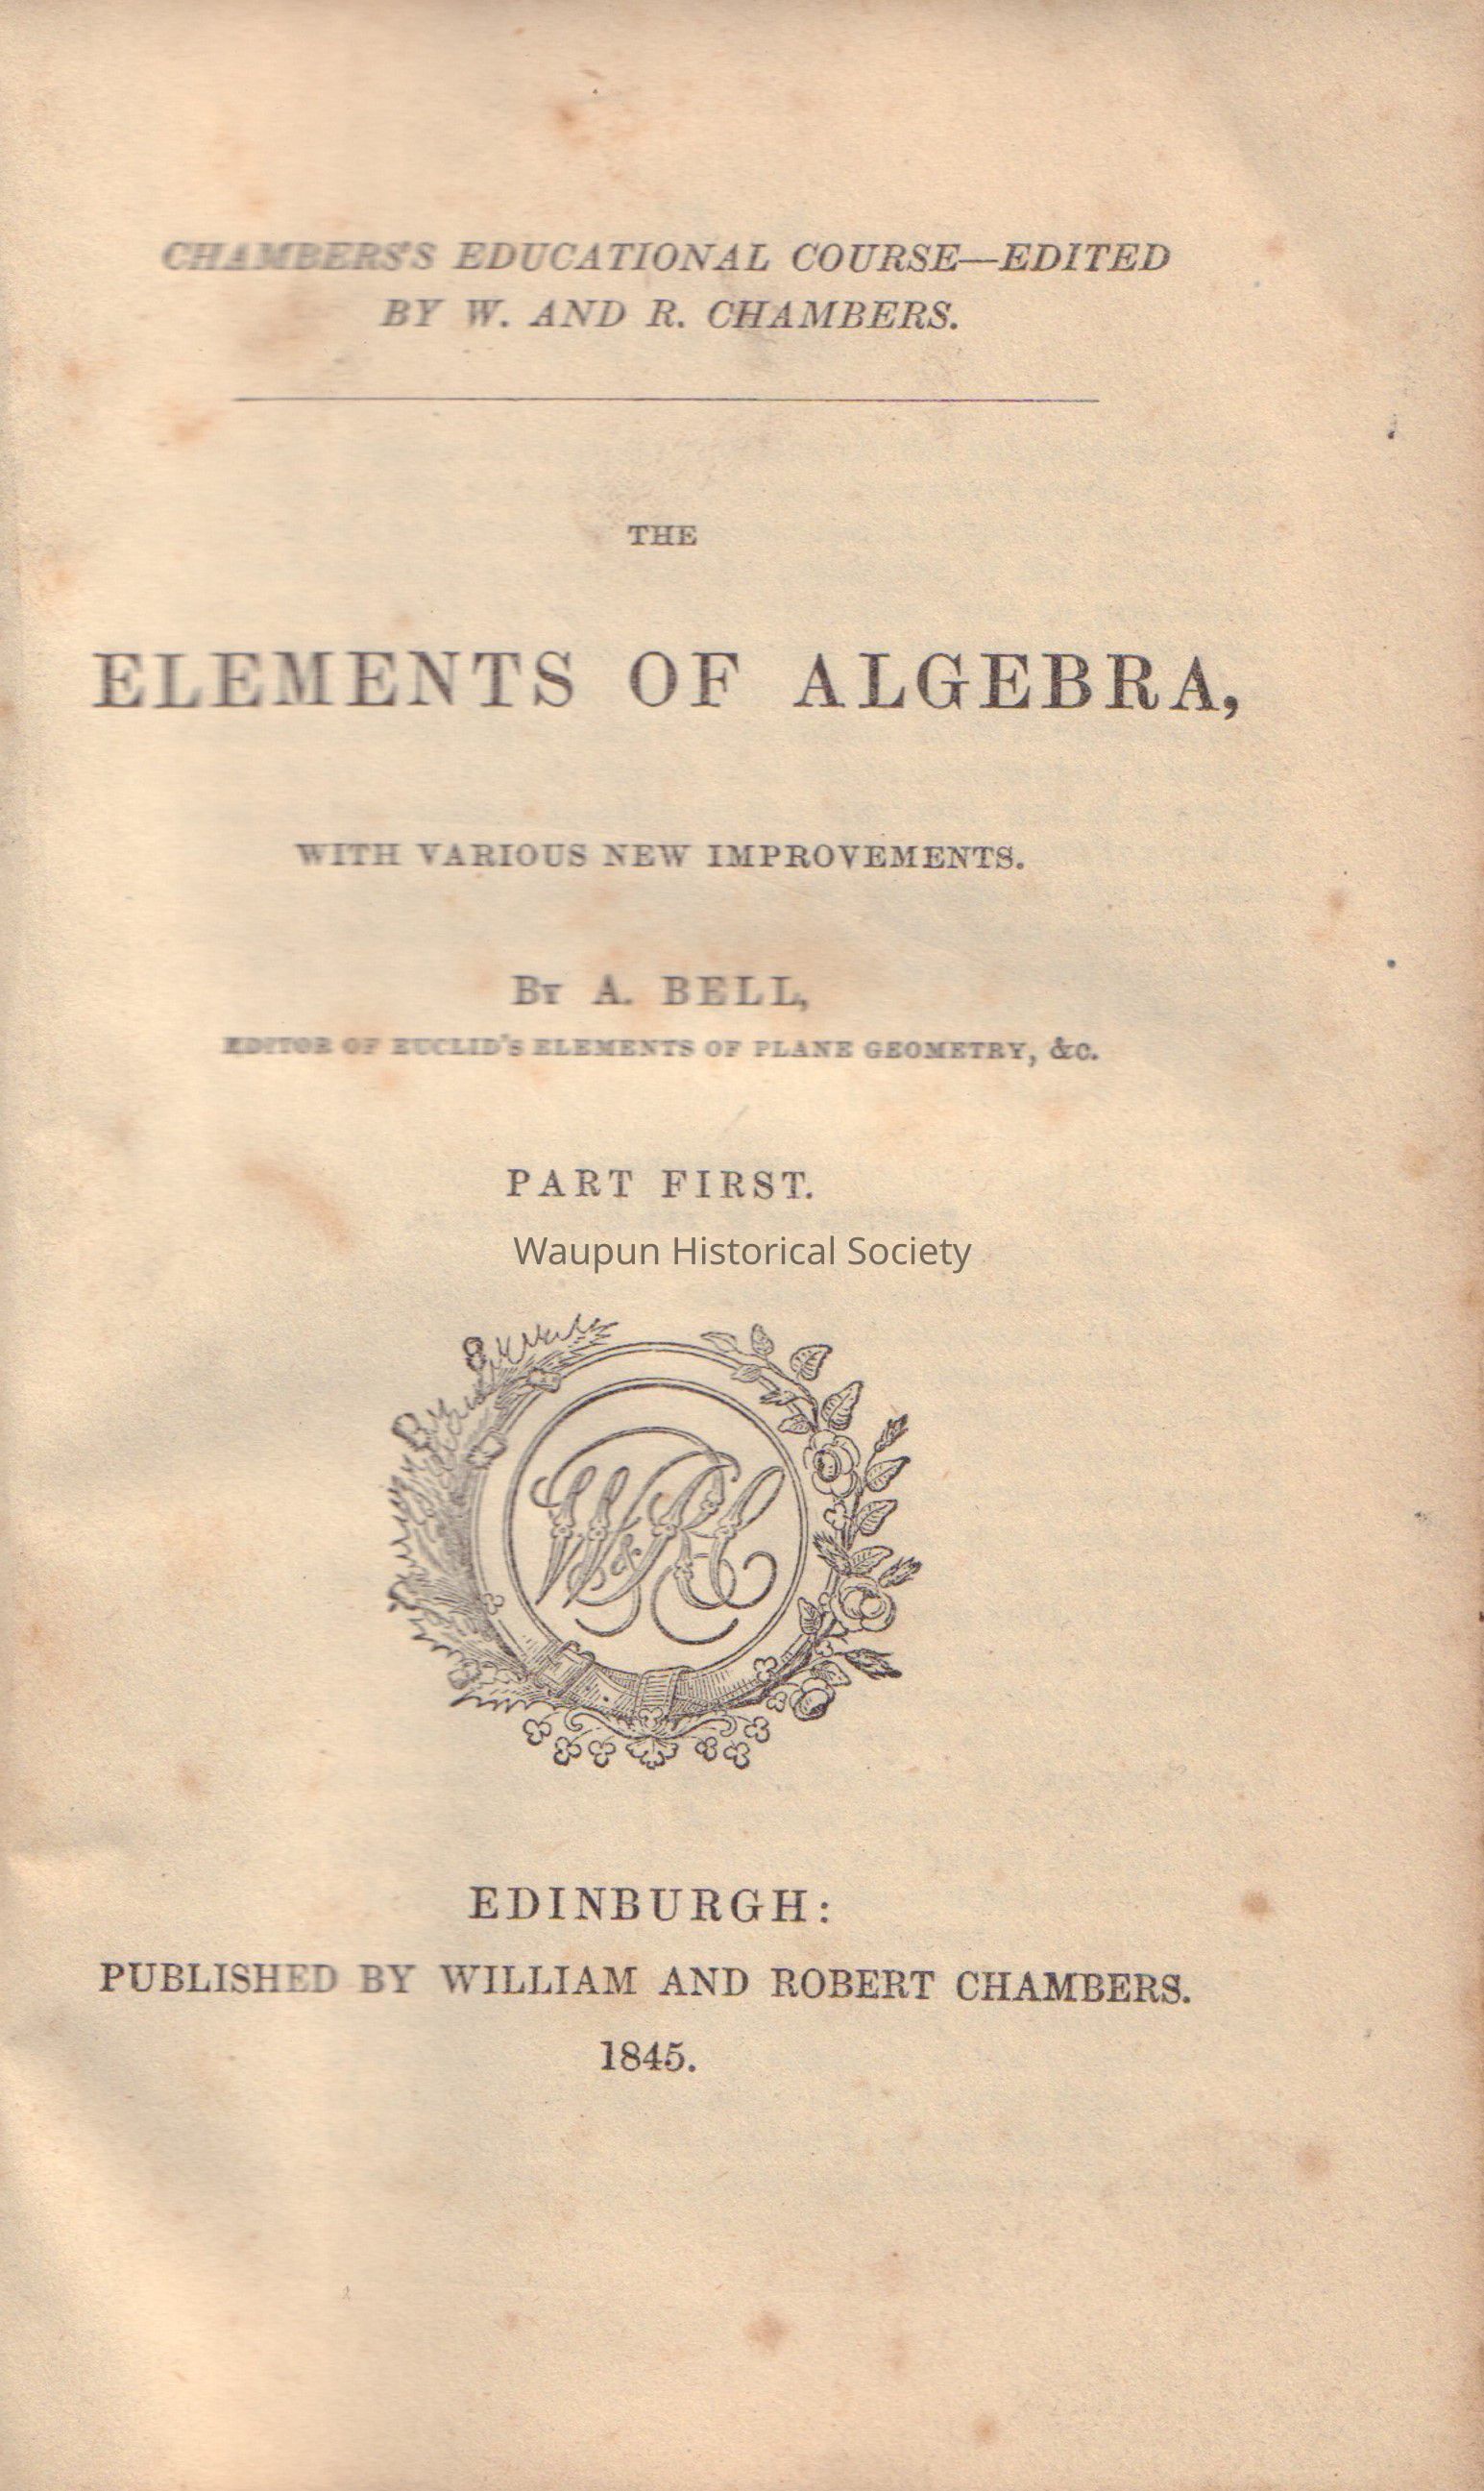 CHAMBERS'S EDUCATIONAL COURSE—EDITED
BY W. AND R. CHAMBERS.
THE
ELEMENTS OF ALGEBRA,
WITH VARIOUS NEW IMPROVEMENTS.
BY A. BELL,
EDITOR OF EUCLID'S ELEMENTS OF PLANE GEOMETRY, &c.
PART FIRST.
Waupun Historical Society
W & R C
EDINBURGH:
PUBLISHED BY WILLIAM AND ROBERT CHAMBERS.
1845.